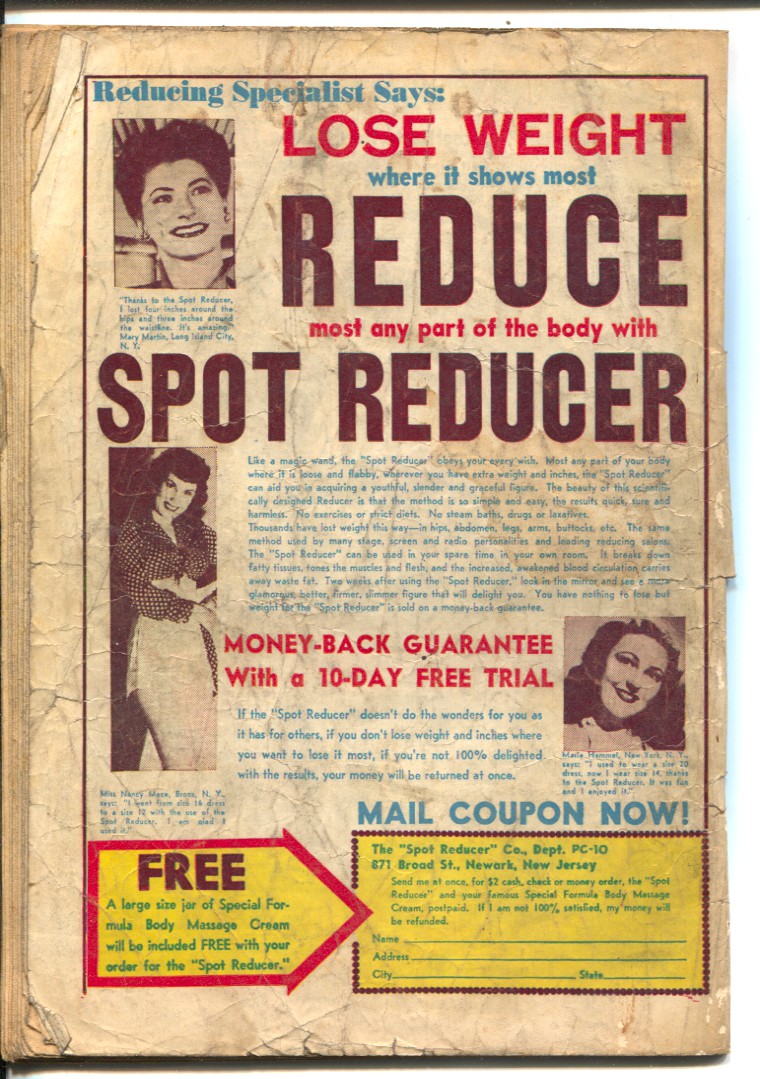 Reducing Specialist Says:
LOSE WEIGHT
where it shows most
REDUCE
most any part of the body with
SPOT REDUCER
"Thanks to the Spot Reducer,
I lost four inches around the
hips and three inches around
the waistline. It's amazing."
Mary Martin, Long Island City,
N. Y.
Like a magic wand, the "Spot Reducer" obeys your every wish. Most any part of your body
where it is loose and flabby, wherever you have extra weight and inches, the "Spot Reducer"
can aid you in acquiring a youthful, slender and graceful figure. The beauty of this scientifi-
cally designed Reducer is that the method is so simple and easy, the results quick, sure and
harmless. No exercises or strict diets. No steam baths, drugs or laxatives.
Thousands have lost weight this way—in hips, abdomen, legs, arms, buttocks, etc. The same
method used by many stage, screen and radio personalities and leading reducing salons.
The "Spot Reducer" can be used in your spare time in your own room. It breaks down
fatty tissues, tones the muscles and flesh, and the increased, awakened blood circulation carries
away waste fat. Two weeks after using the "Spot Reducer," look in the mirror and see a more
glamorous, better, firmer, slimmer figure that will delight you. You have nothing to lose but
weight for the "Spot Reducer" is sold on a money-back guarantee.
MONEY-BACK GUARANTEE
With a 10-DAY FREE TRIAL
If the "Spot Reducer" doesn't do the wonders for you as
it has for others, if you don't lose weight and inches where
you want to lose it most, if you're not 100% delighted
with the results, your money will be returned at once.
Marie Hammel, New York, N. Y.,
says: "I used to wear a size 20
dress, now I wear size 14, thanks
to the Spot Reducer. It was fun
and I enjoyed it."
Miss Nancy Mace, Bronx, N. Y.,
says: "I went from size 16 dress
to a size 12 with the use of the
Spot Reducer. I am glad I
used it."
MAIL COUPON NOW!
FREE
A large size jar of Special For-
mula Body Massage Cream
will be included FREE with your
order for the "Spot Reducer."
The "Spot Reducer" Co., Dept. PC-10
871 Broad St., Newark, New Jersey
Send me at once, for $2 cash, check or money order, the "Spot
Reducer" and your famous Special Formula Body Massage
Cream, postpaid. If I am not 100% satisfied, my money will
be refunded.
Name
Address
City State